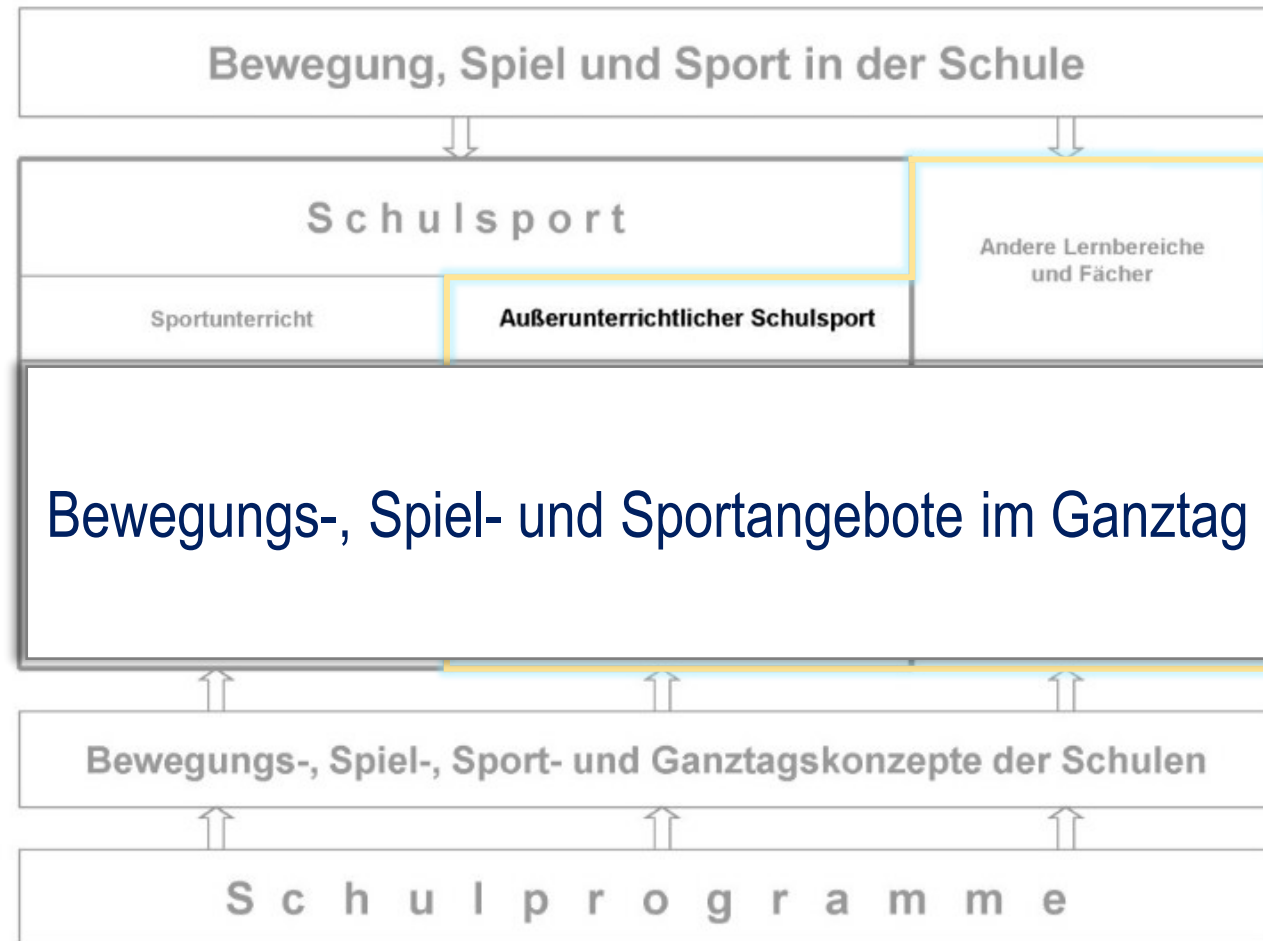 Bewegung, Spiel und Sport in der Schule
Schulsport
Andere Lernbereiche
und Fächer
Sportunterricht
Außerunterrichtlicher Schulsport
Bewegungs-, Spiel- und Sportangebote im Ganztag
Bewegungs-, Spiel-, Sport- und Ganztagskonzepte der Schulen
Schulprogramme